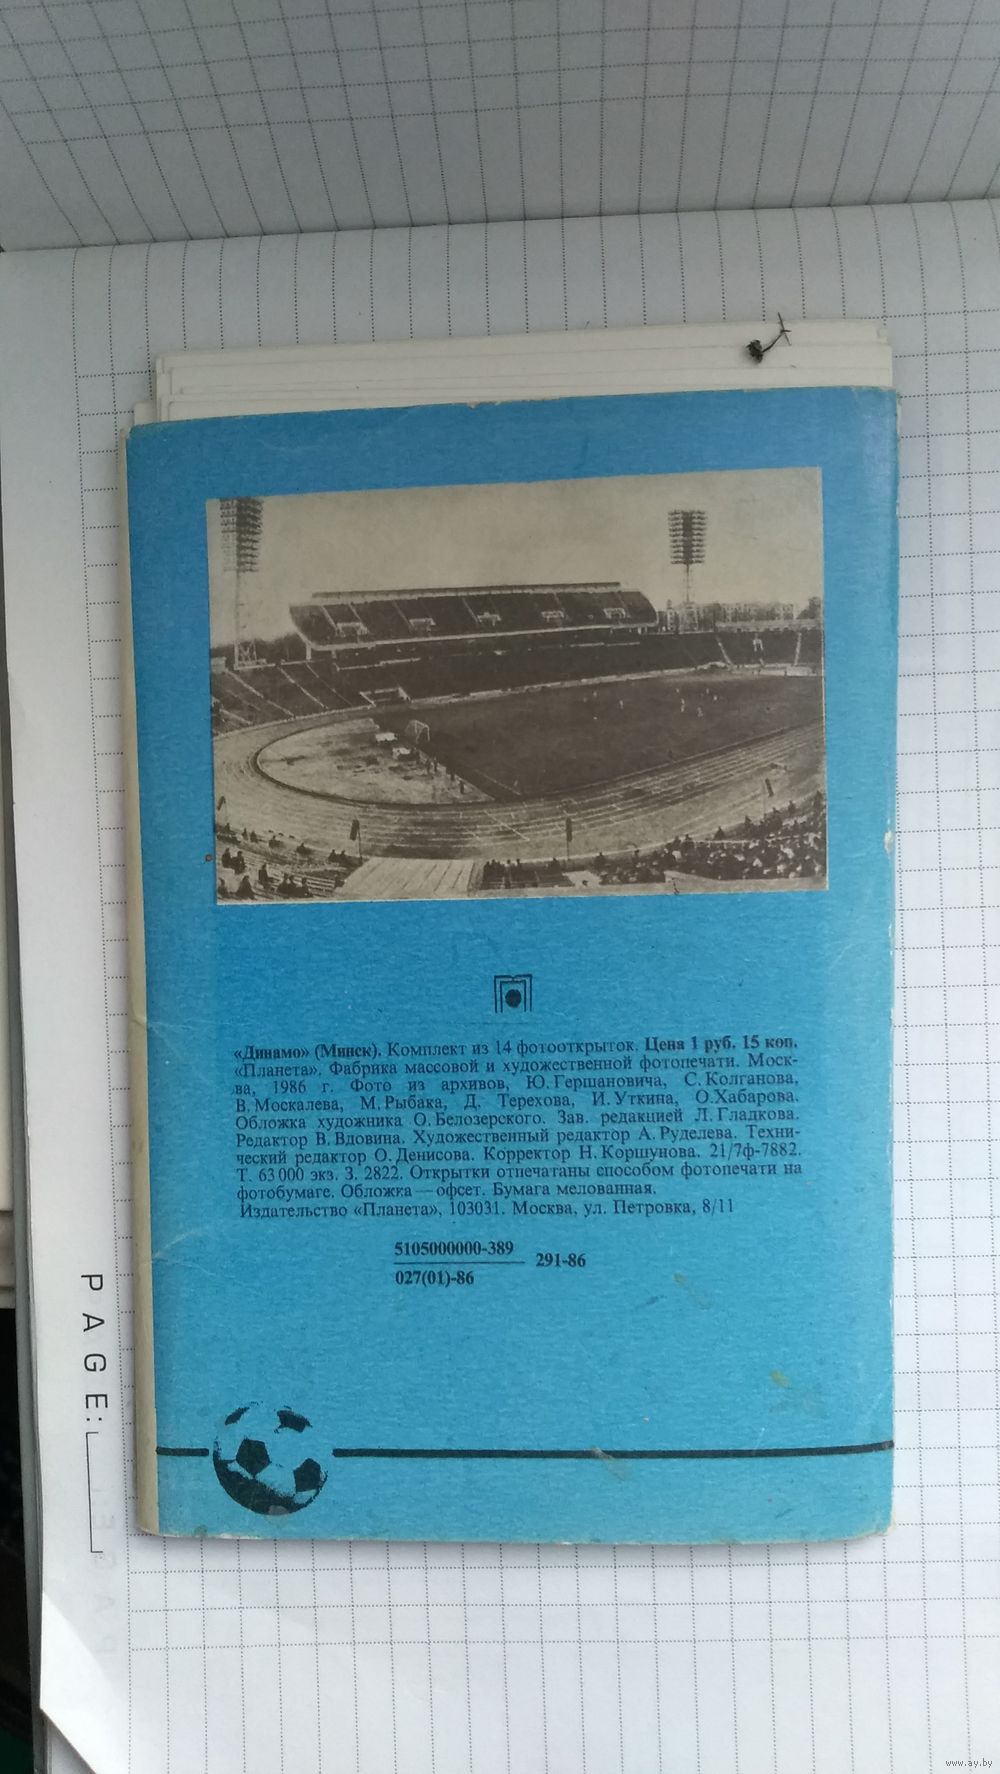 «Динамо» (Минск). Комплект из 14 фотооткрыток. Цена 1 руб. 15 коп.
«Планета». Фабрика массовой и художественной фотопечати. Моск-
ва, 1986 г. Фото из архивов, Ю. Гершановича, С. Колганова,
В. Москалева, М. Рыбака, Д. Терехова, И. Уткина, О. Хабарова.
Обложка художника О. Белозерского. Зав. редакцией Л. Гладкова.
Редактор В. Вдовина. Художественный редактор А. Руделева. Техни-
ческий редактор О. Денисова. Корректор Н. Коршунова. 21/7ф-7882.
Т. 63 000 экз. З. 2822. Открытки отпечатаны способом фотопечати на
фотобумаге. Обложка — офсет. Бумага мелованная.
Издательство «Планета», 103031. Москва, ул. Петровка, 8/11
5105000000-389
027(01)-86
291-86
PAGE:
www.ay.by